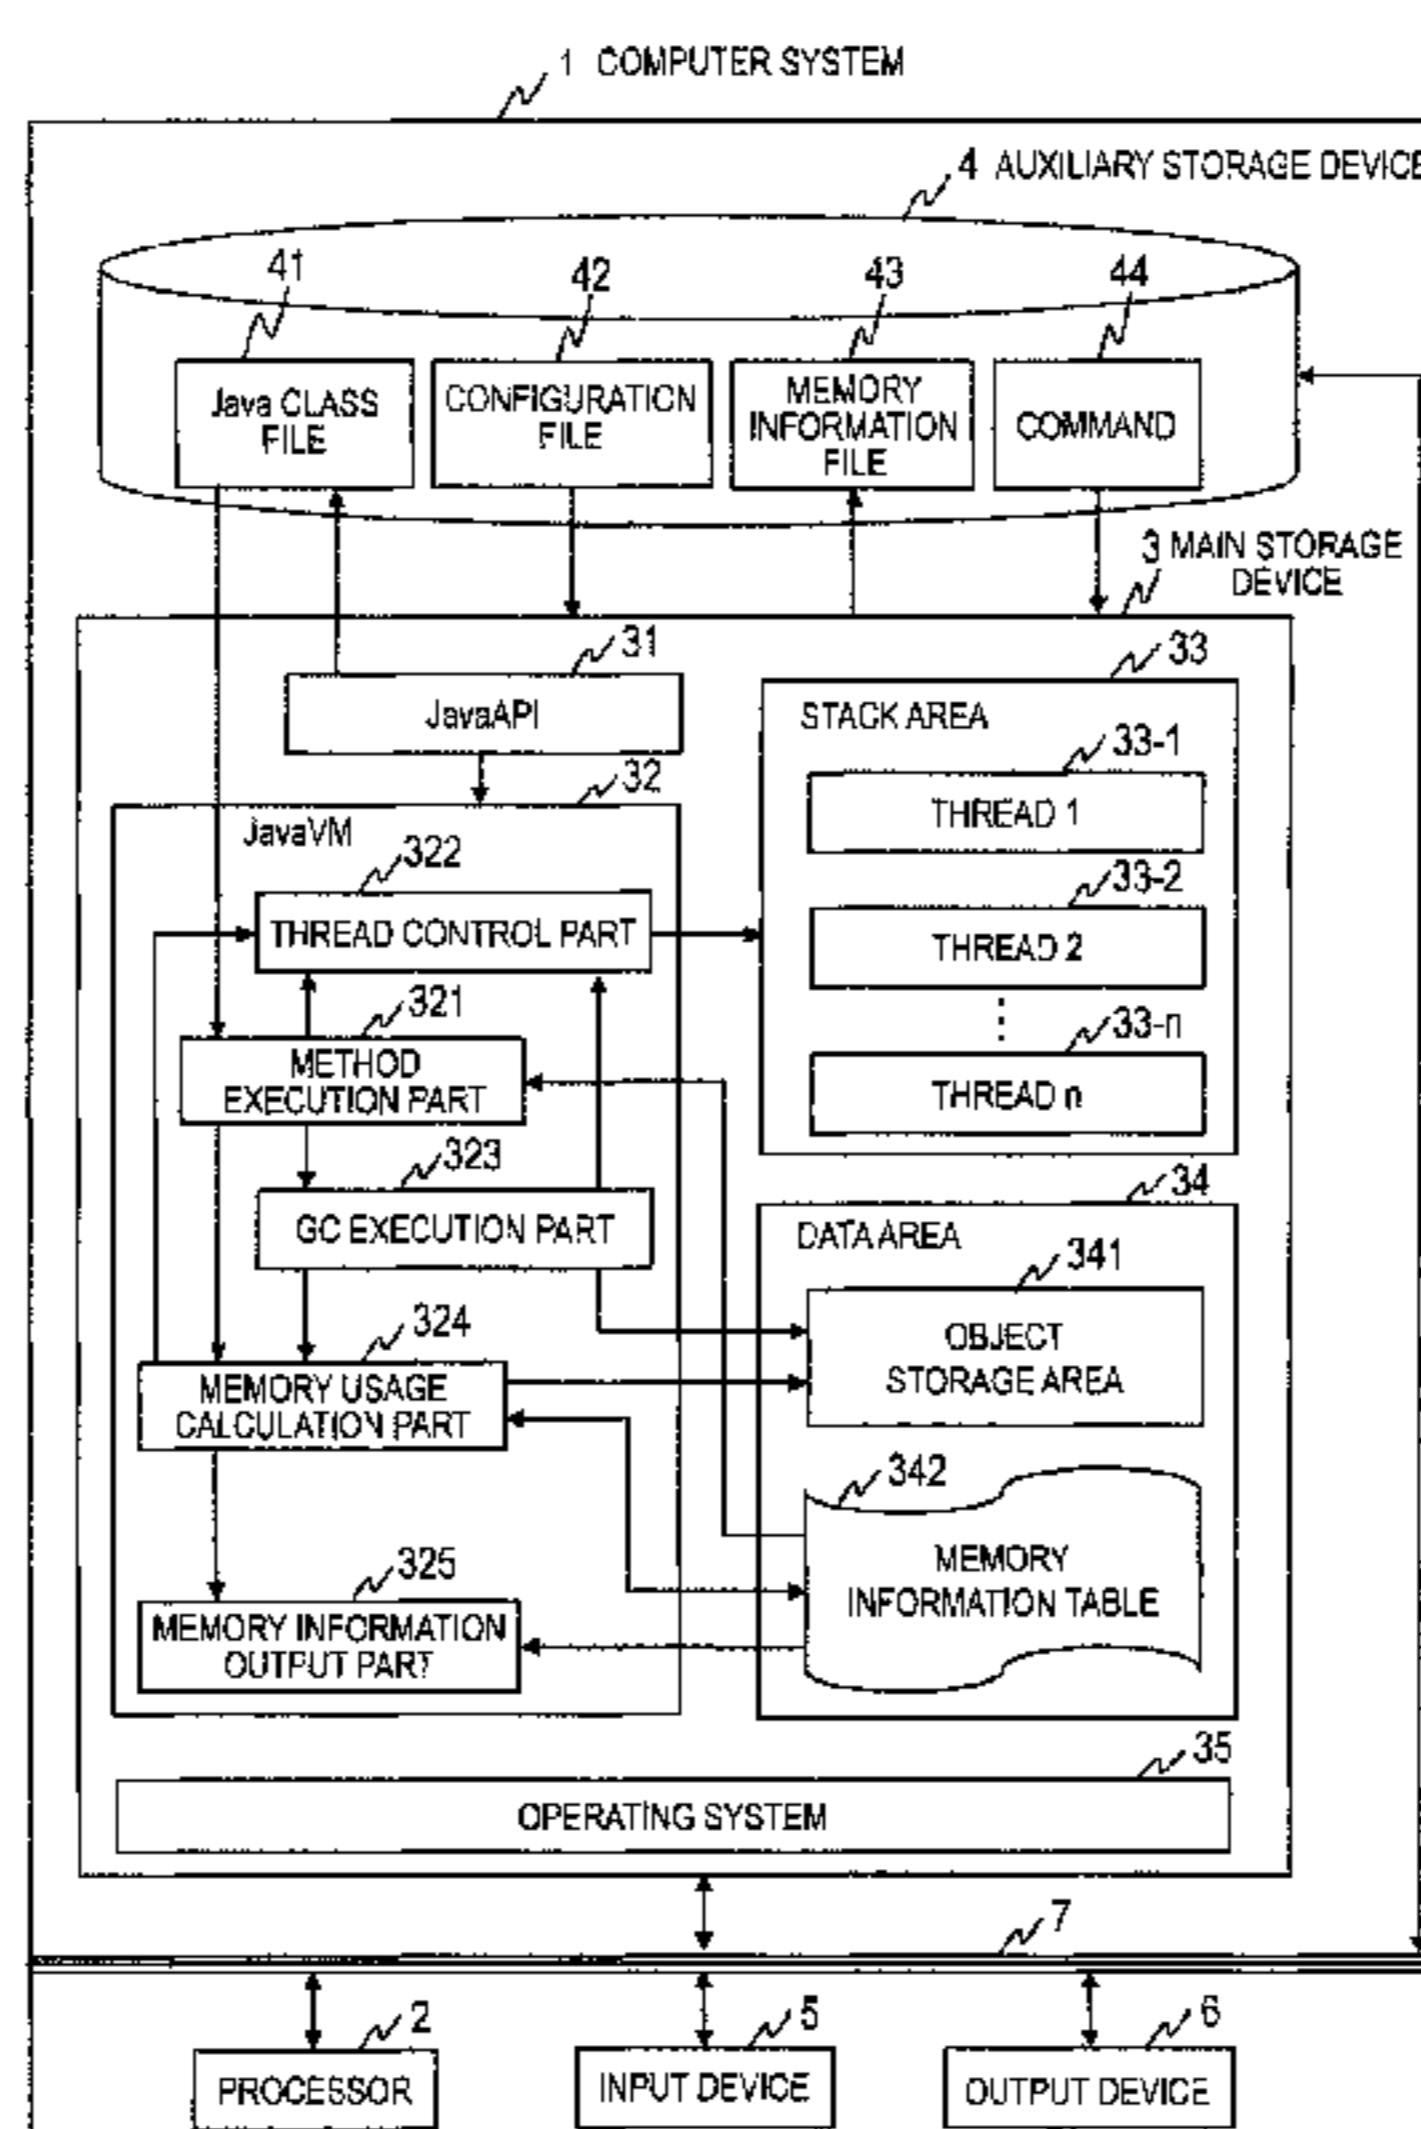 1 COMPUTER SYSTEM
4 AUXILIARY STORAGE DEVICE
41
42
43
44
Java CLASS
FILE
CONFIGURATION
FILE
MEMORY
INFORMATION
FILE
COMMAND
3 MAIN STORAGE
DEVICE
31
JavaAPI
32
JavaVM
322
THREAD CONTROL PART
321
METHOD
EXECUTION PART
323
GC EXECUTION PART
324
MEMORY USAGE
CALCULATION PART
325
MEMORY INFORMATION
OUTPUT PART
33
STACK AREA
33-1
THREAD 1
33-2
THREAD 2
33-n
THREAD n
34
DATA AREA
341
OBJECT
STORAGE AREA
342
MEMORY
INFORMATION TABLE
35
OPERATING SYSTEM
7
2
PROCESSOR
5
INPUT DEVICE
6
OUTPUT DEVICE